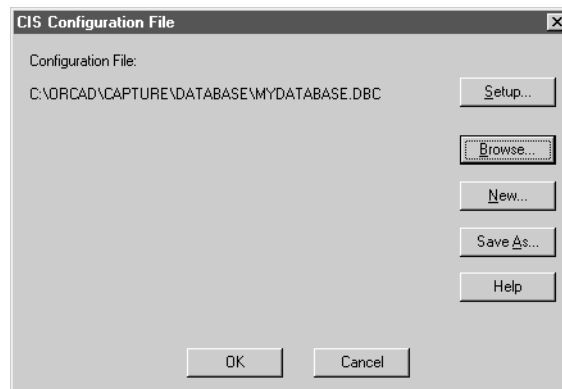 CIS Configuration File
Configuration File:
C:\ORCAD\CAPTURE\DATABASE\MYDATABASE.DBC
Setup...
Browse...
New...
Save As...
Help
OK Cancel